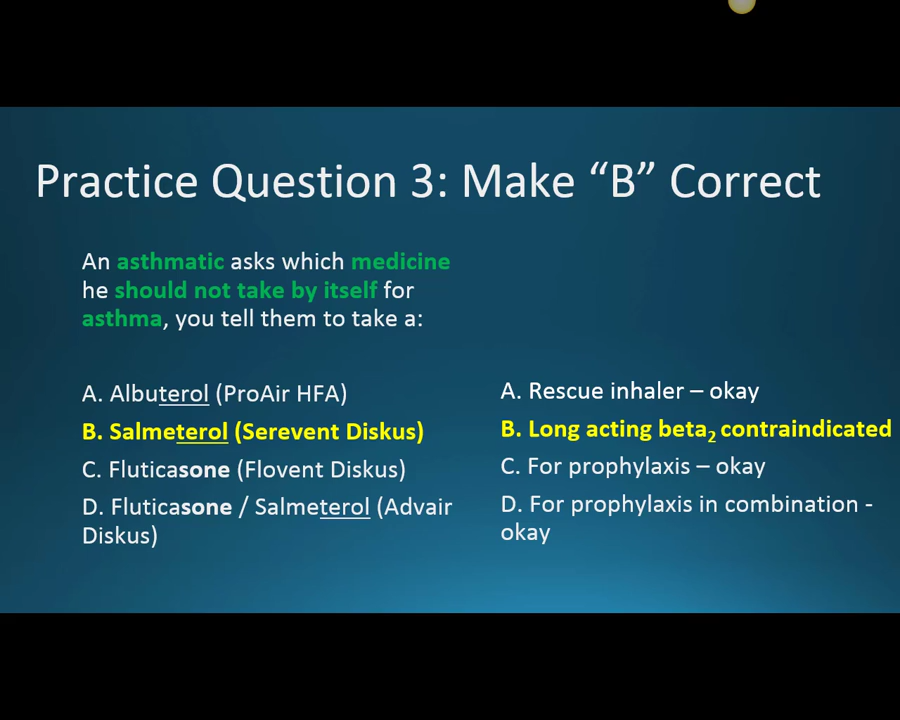 Practice Question 3: Make “B” Correct
An asthmatic asks which medicine
he should not take by itself for
asthma, you tell them to take a:
A. Albuterol (ProAir HFA)
B. Salmeterol (Serevent Diskus)
C. Fluticasone (Flovent Diskus)
D. Fluticasone / Salmeterol (Advair
Diskus)
A. Rescue inhaler – okay
B. Long acting beta2 contraindicated
C. For prophylaxis – okay
D. For prophylaxis in combination -
okay